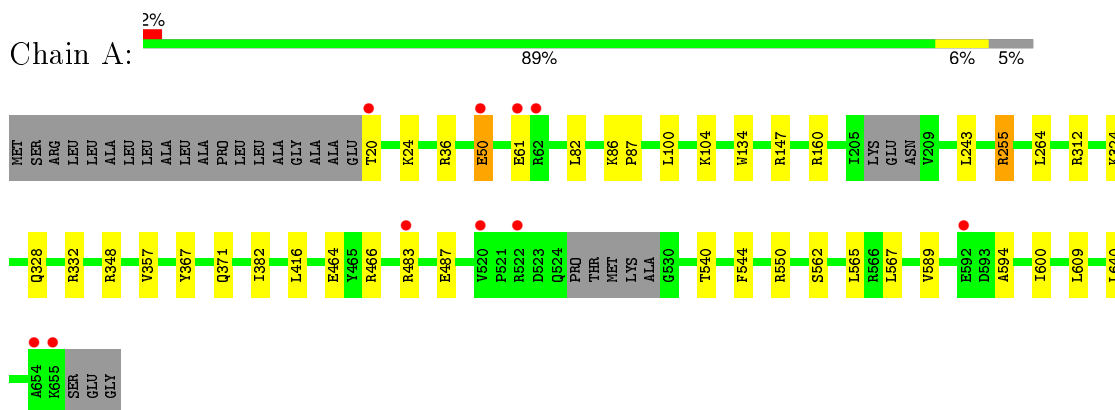 2%
Chain A:
89% 6% 5%
MET SER ARG LEU LEU ALA LEU LEU LEU ALA LEU ALA PRO LEU LEU ALA GLY ALA ALA GLU T20 K24 R36 E50 E61 R62 L82 K86 P87 L100 K104 W134 R147 R160 I205 LYS GLU ASN V209 L243 R255 L264 R312 K324
Q328 R332 R348 V357 Y367 Q371 I382 L416 E464 Y465 R466 R483 E487 V520 P521 R522 D523 Q524 PRO THR MET LYS ALA G530 T540 F544 R550 S562 L565 R566 L567 V589 E592 D593 A594 I600 L609 L640
A654 K655 SER GLU GLY